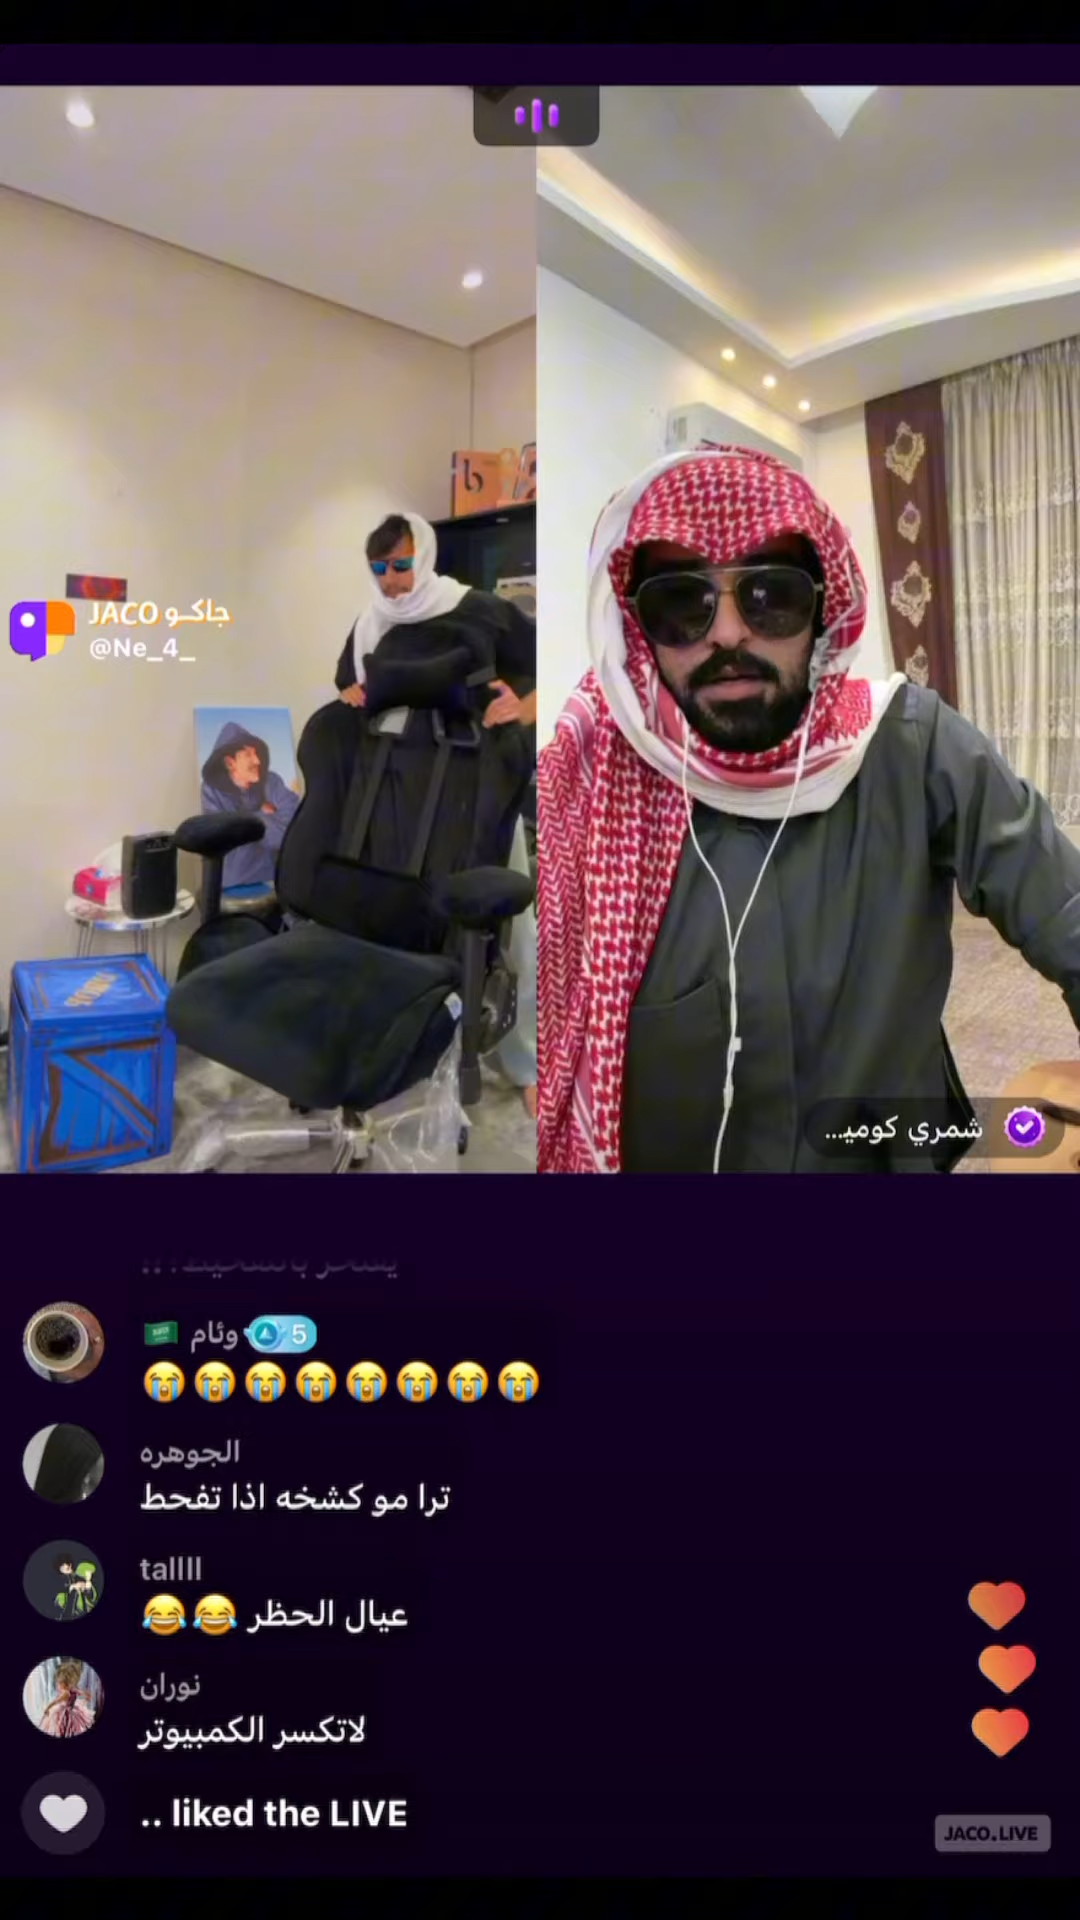 JACO جاكو
@Ne_4_
شمري كومي...
وئام 5
😭😭😭😭😭😭😭😭
الجوهره
ترا مو كشخه اذا تفحط
tallll
عيال الحظر 😂😂
نوران
لاتكسر الكمبيوتر
.. liked the LIVE
JACO.LIVE